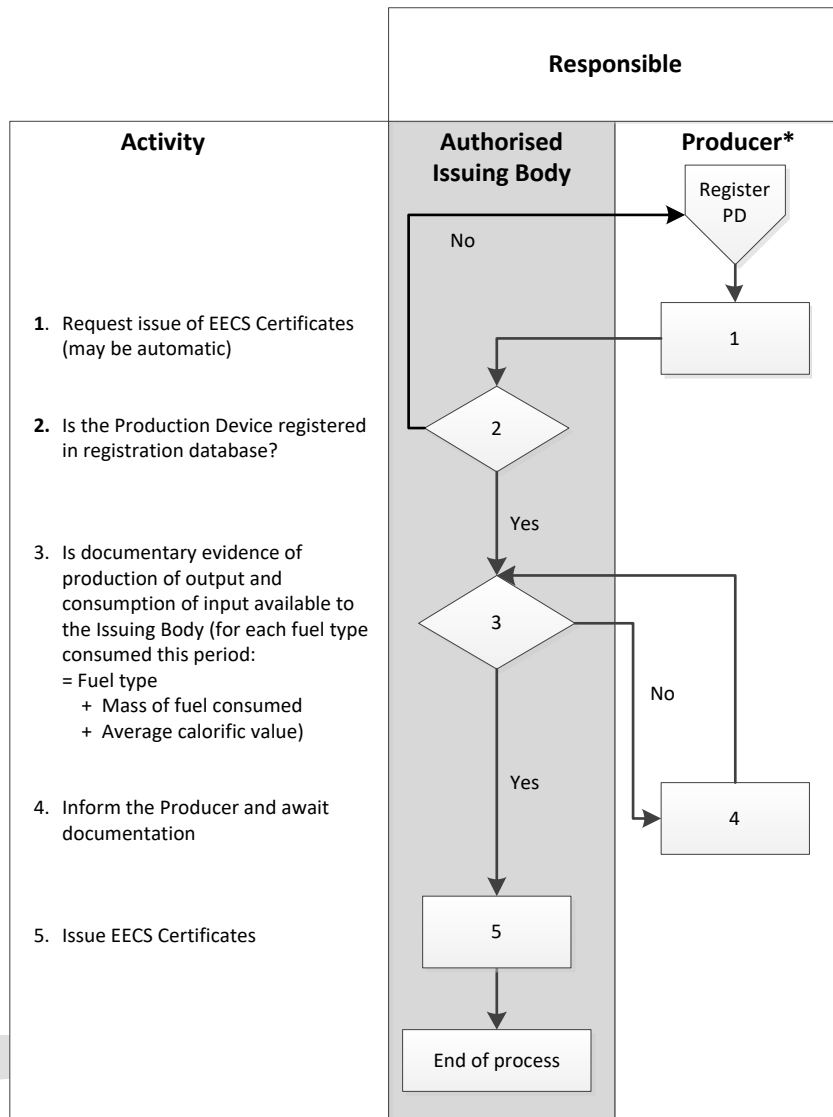 Responsible
Activity
Authorised
Issuing Body
Producer*
Register
PD
No
1. Request issue of EECS Certificates
(may be automatic)
1
2. Is the Production Device registered
in registration database?
2
Yes
3. Is documentary evidence of
production of output and
consumption of input available to
the Issuing Body (for each fuel type
consumed this period:
= Fuel type
+ Mass of fuel consumed
+ Average calorific value)
3
No
Yes
4. Inform the Producer and await
documentation
4
5. Issue EECS Certificates
5
End of process